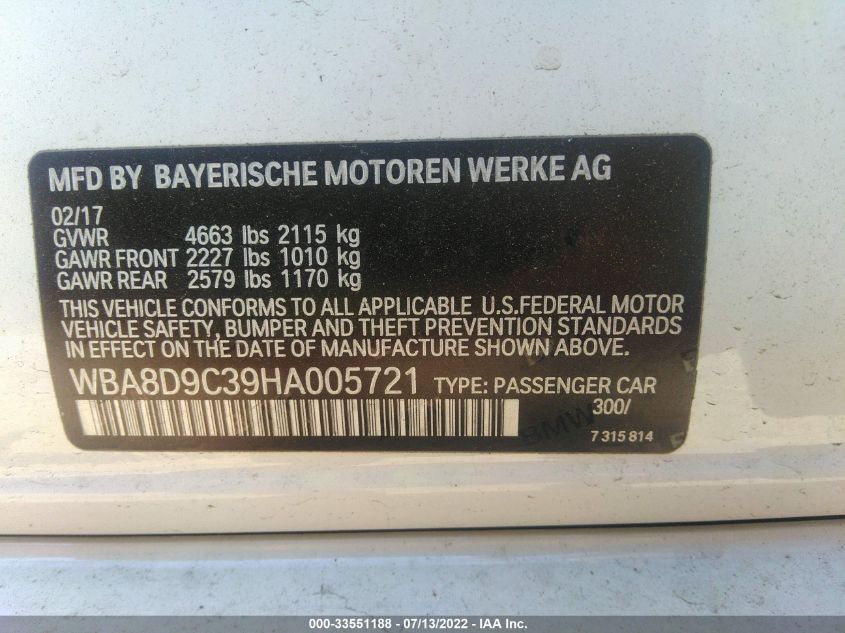 MFD BY BAYERISCHE MOTOREN WERKE AG
02/17
GVWR 4663 lbs 2115 kg
GAWR FRONT 2227 lbs 1010 kg
GAWR REAR 2579 lbs 1170 kg
THIS VEHICLE CONFORMS TO ALL APPLICABLE U.S.FEDERAL MOTOR
VEHICLE SAFETY, BUMPER AND THEFT PREVENTION STANDARDS
IN EFFECT ON THE DATE OF MANUFACTURE SHOWN ABOVE.
WBA8D9C39HA005721 TYPE: PASSENGER CAR
300/
BMW
7 315 814
000-33551188 - 07/13/2022 - IAA Inc.